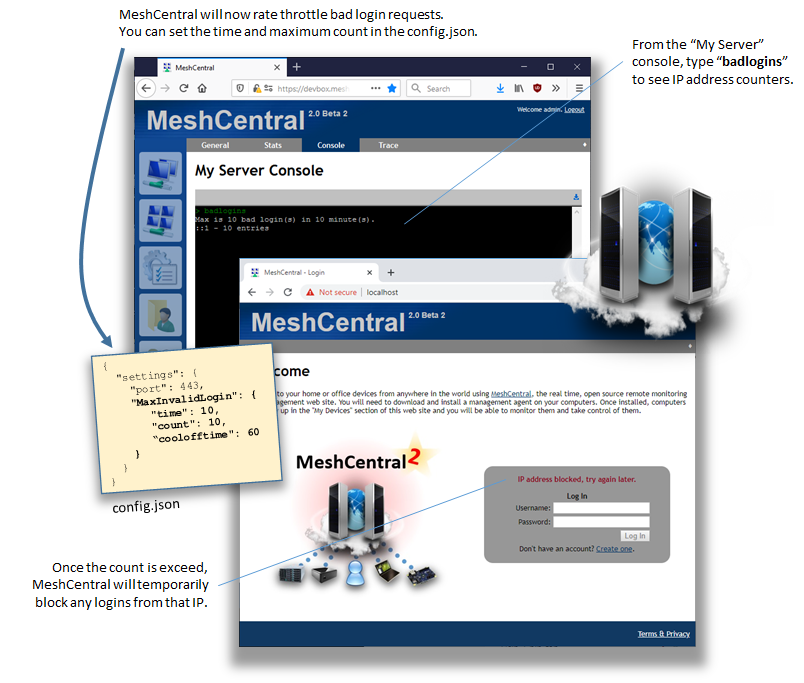 MeshCentral will now rate throttle bad login requests.
You can set the time and maximum count in the config.json.
From the “My Server”
console, type “badlogins”
to see IP address counters.
MeshCentral
https://devbox.mesh
Search
MeshCentral 2.0 Beta 2
Welcome admin. Logout
General Stats Console Trace
My Server Console
> badlogins
Max is 10 bad login(s) in 10 minute(s).
::1 - 10 entries
MeshCentral - Login
Not secure | localhost
MeshCentral 2.0 Beta 2
{
"settings": {
"port": 443,
"MaxInvalidLogin": {
"time": 10,
"count": 10,
“coolofftime": 60
}
}
}
config.json
come
to your home or office devices from anywhere in the world using MeshCentral, the real time, open source remote monitoring
agement web site. You will need to download and install a management agent on your computers. Once installed, computers
up in the "My Devices" section of this web site and you will be able to monitor them and take control of them.
MeshCentral2
IP address blocked, try again later.
Log In
Username:
Password:
Log In
Don't have an account? Create one.
Once the count is exceed,
MeshCentral will temporarily
block any logins from that IP.
Terms & Privacy